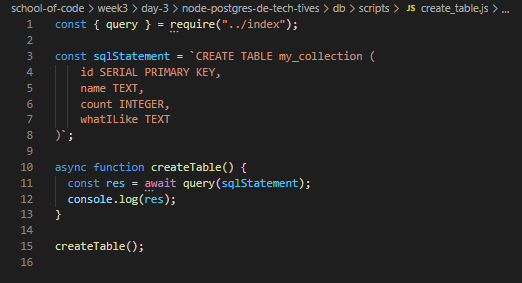 school-of-code > week3 > day-3 > node-postgres-de-tech-tives > db > scripts > JS create_table.js > ...
1 const { query } = require("../index");
2
3 const sqlStatement = `CREATE TABLE my_collection (
4 id SERIAL PRIMARY KEY,
5 name TEXT,
6 count INTEGER,
7 whatILike TEXT
8 )`;
9
10 async function createTable() {
11 const res = await query(sqlStatement);
12 console.log(res);
13 }
14
15 createTable();
16